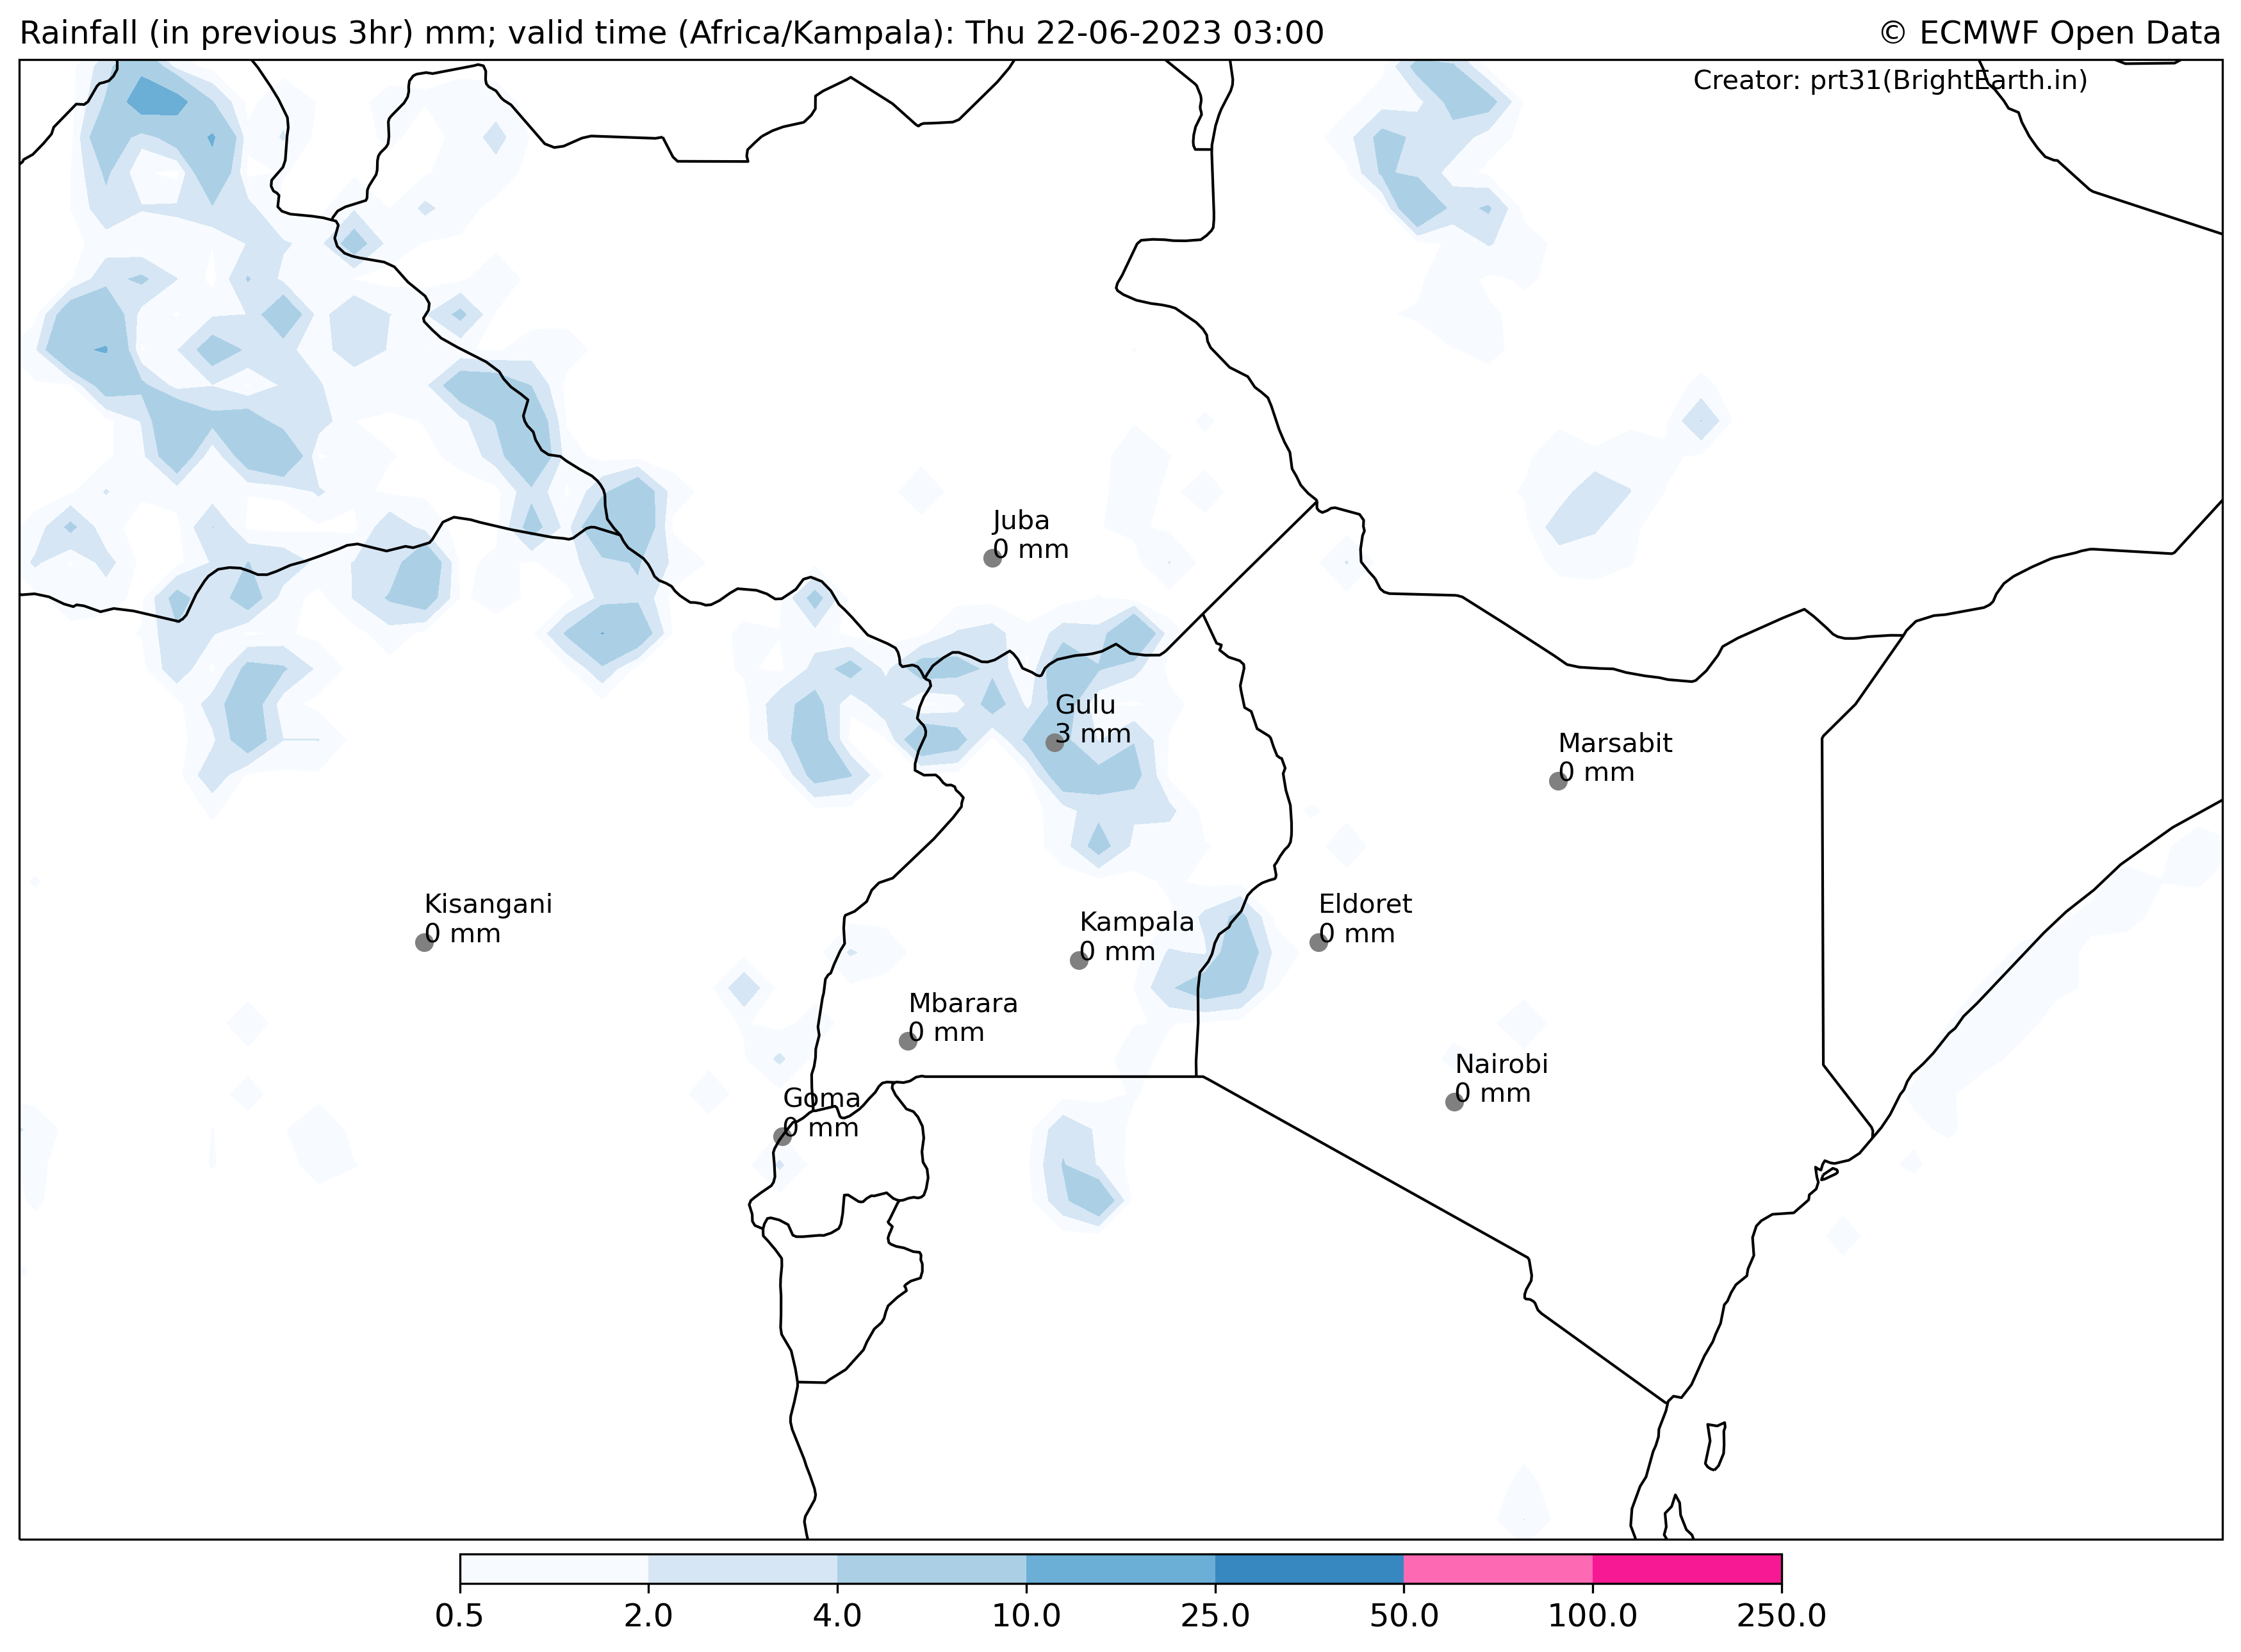 Rainfall (in previous 3hr) mm; valid time (Africa/Kampala): Thu 22-06-2023 03:00
© ECMWF Open Data
Creator: prt31(BrightEarth.in)
Juba
0 mm
Gulu
3 mm
Marsabit
0 mm
Kisangani
0 mm
Kampala
0 mm
Eldoret
0 mm
Mbarara
0 mm
Nairobi
0 mm
Goma
0 mm
0.5 2.0 4.0 10.0 25.0 50.0 100.0 250.0